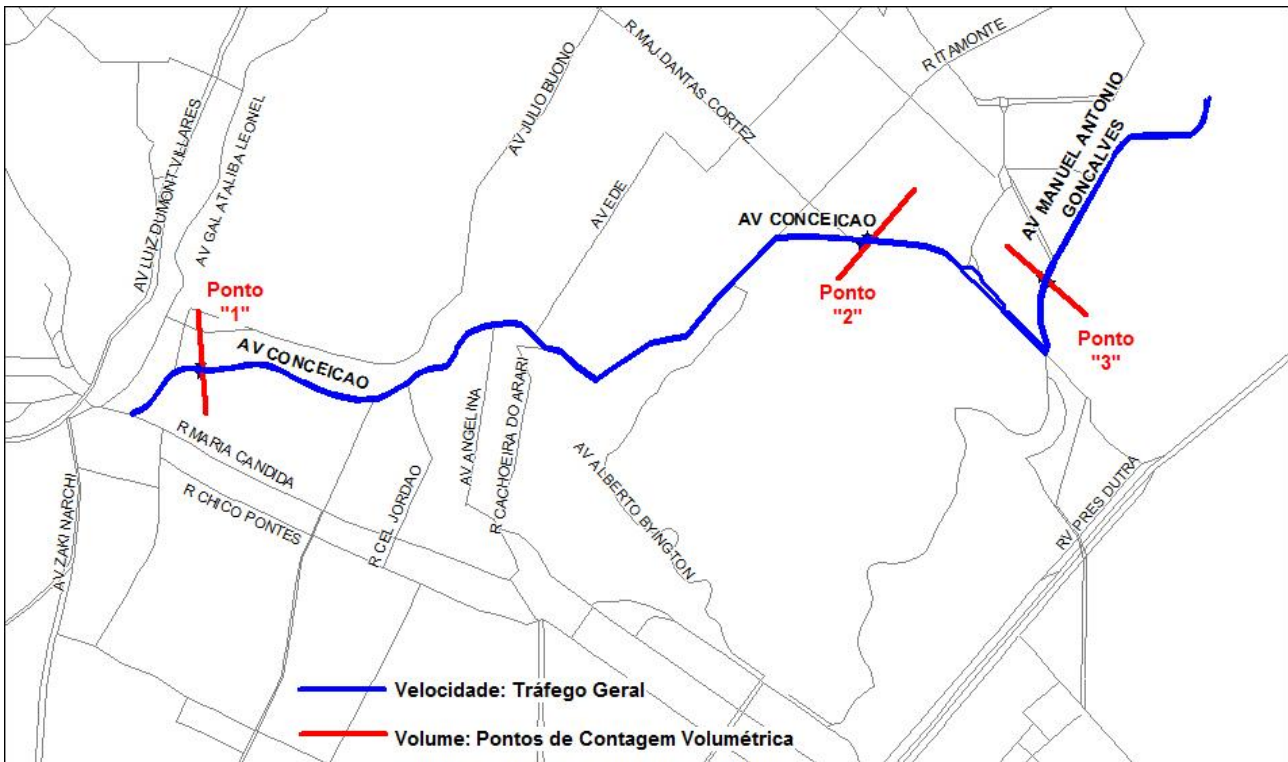 R MAJ.DANTAS CORTEZ
R ITAMONTE
AV JULIO BUONO
AV MANUEL ANTONIO
GONCALVES
AV LUIZ DUMONT VILLARES
AV GAL ATALIBA LEONEL
AV EDE
AV CONCEICAO
Ponto
"1"
Ponto
"2"
Ponto
"3"
AV CONCEICAO
R MARIA CANDIDA
R CHICO PONTES
AV ZAKI NARCHI
R CEL JORDAO
AV ANGELINA
R CACHOEIRA DO ARARI
AV ALBERTO BYINGTON
RV PRES DUTRA
Velocidade: Tráfego Geral
Volume: Pontos de Contagem Volumétrica